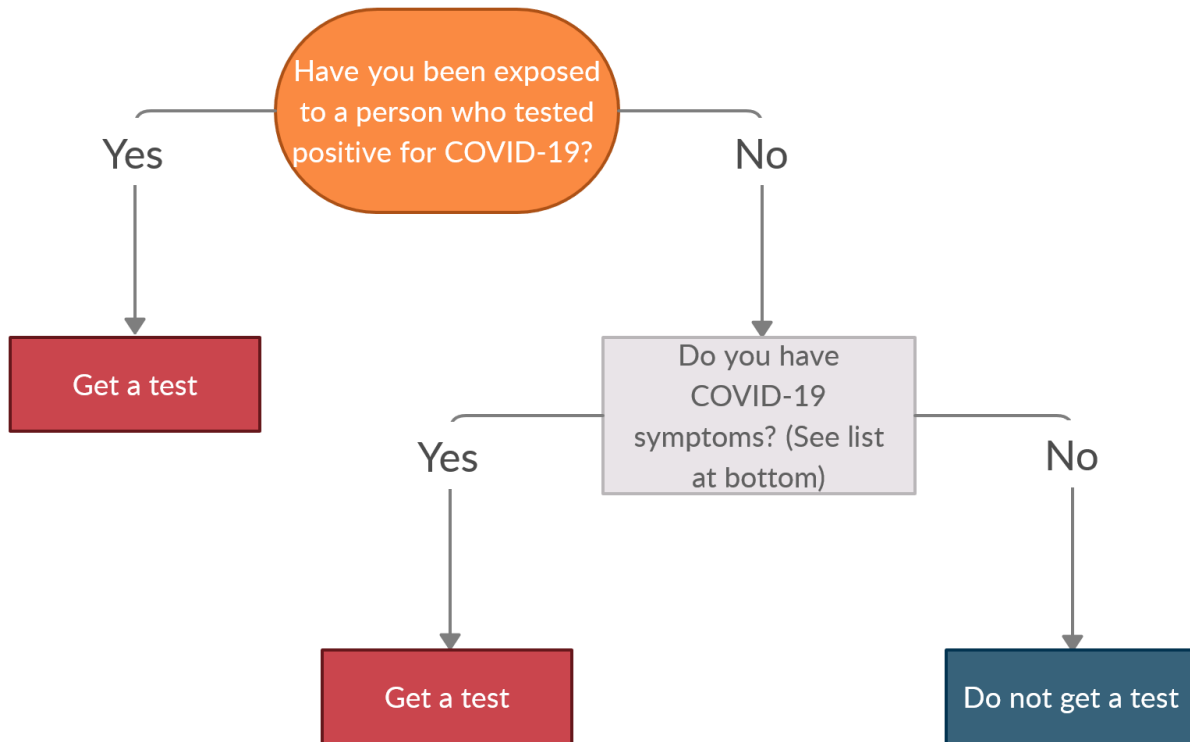 Have you been exposed
to a person who tested
positive for COVID-19?
Yes
No
Get a test
Do you have
COVID-19
symptoms? (See list
at bottom)
Yes
No
Get a test
Do not get a test